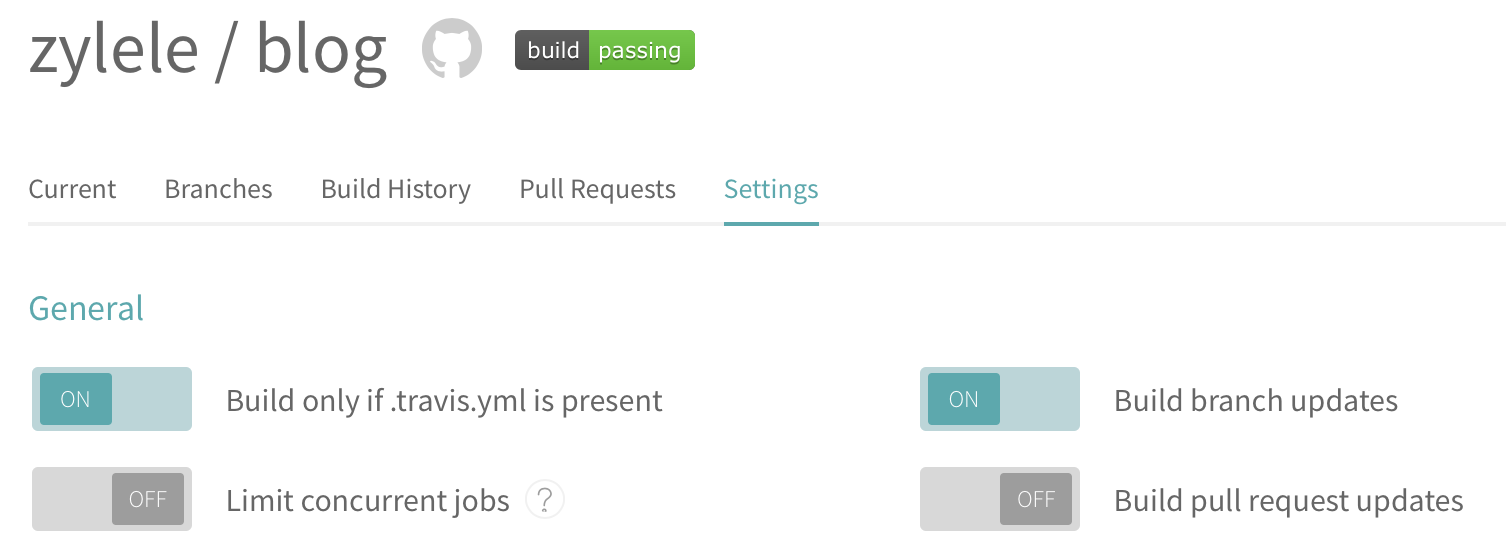 zylele / blog build passing
Current Branches Build History Pull Requests Settings
General
ON Build only if .travis.yml is present ON Build branch updates
OFF Limit concurrent jobs ? OFF Build pull request updates